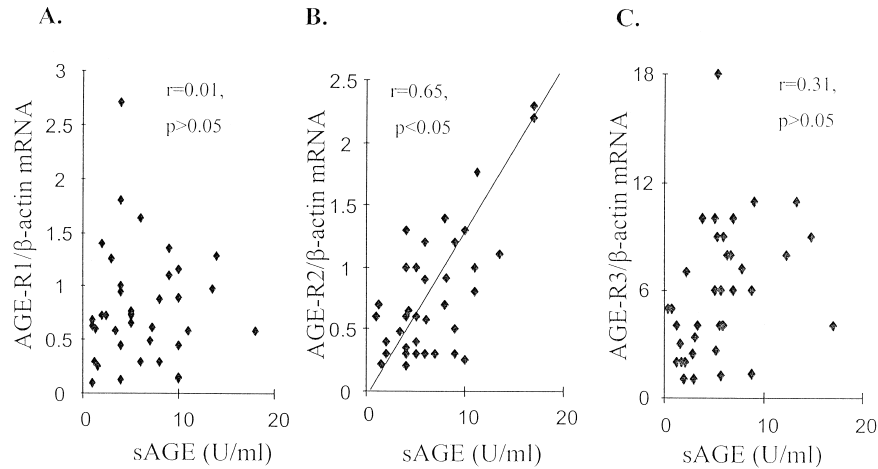 A.
AGE-R1/β-actin mRNA
3
2.5
2
1.5
1
0.5
0
r=0.01,
p>0.05
0
10
20
sAGE (U/ml)
B.
AGE-R2/β-actin mRNA
2.5
2
1.5
1
0.5
0
r=0.65,
p<0.05
0
10
20
sAGE (U/ml)
C.
AGE-R3/β-actin mRNA
18
12
6
0
r=0.31,
p>0.05
0
10
20
sAGE (U/ml)